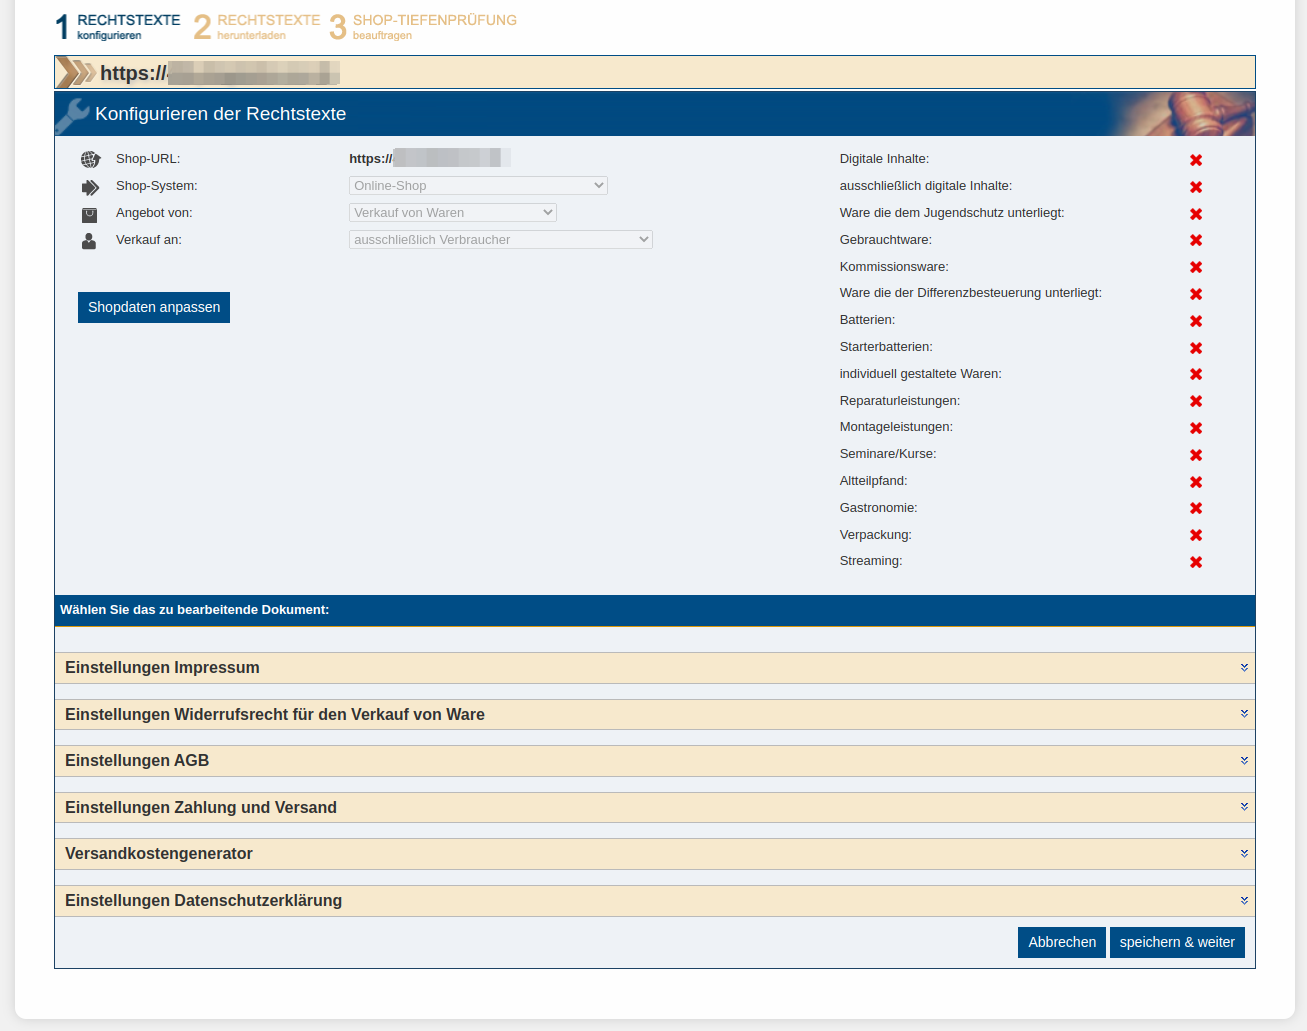 1 RECHTSTEXTE konfigurieren
2 RECHTSTEXTE herunterladen
3 SHOP-TIEFENPRÜFUNG beauftragen
https://
Konfigurieren der Rechtstexte
Shop-URL: https://
Shop-System: Online-Shop
Angebot von: Verkauf von Waren
Verkauf an: ausschließlich Verbraucher
Shopdaten anpassen
Digitale Inhalte:
ausschließlich digitale Inhalte:
Ware die dem Jugendschutz unterliegt:
Gebrauchtware:
Kommissionsware:
Ware die der Differenzbesteuerung unterliegt:
Batterien:
Starterbatterien:
individuell gestaltete Waren:
Reparaturleistungen:
Montageleistungen:
Seminare/Kurse:
Altteilpfand:
Gastronomie:
Verpackung:
Streaming:
Wählen Sie das zu bearbeitende Dokument:
Einstellungen Impressum
Einstellungen Widerrufsrecht für den Verkauf von Ware
Einstellungen AGB
Einstellungen Zahlung und Versand
Versandkostengenerator
Einstellungen Datenschutzerklärung
Abbrechen
speichern & weiter